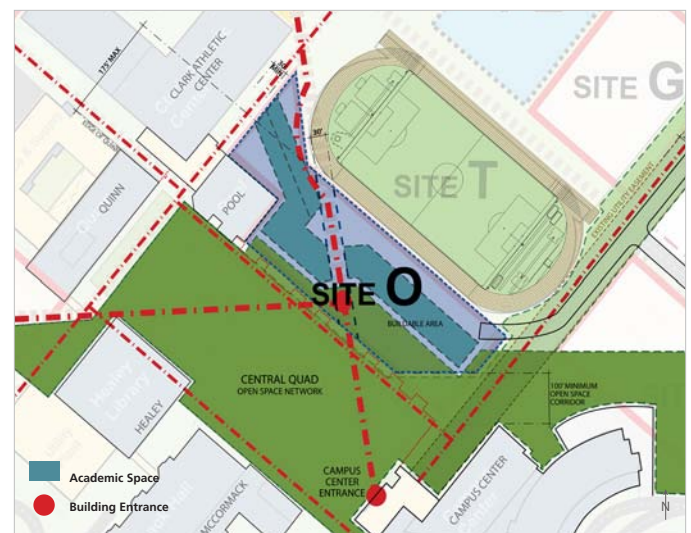 175' MAX
CLARK ATHLETIC
CENTER
30'
MIN
SITE G
30'
SITE T
EXISTING UTILITY EASEMENT
QUINN
POOL
SITE O
BUILDABLE AREA
CENTRAL QUAD
OPEN SPACE NETWORK
100' MINIMUM
OPEN SPACE
CORRIDOR
Healey
Library
HEALEY
CAMPUS
CENTER
ENTRANCE
CAMPUS CENTER
MCCORMACK
Academic Space
Building Entrance
N